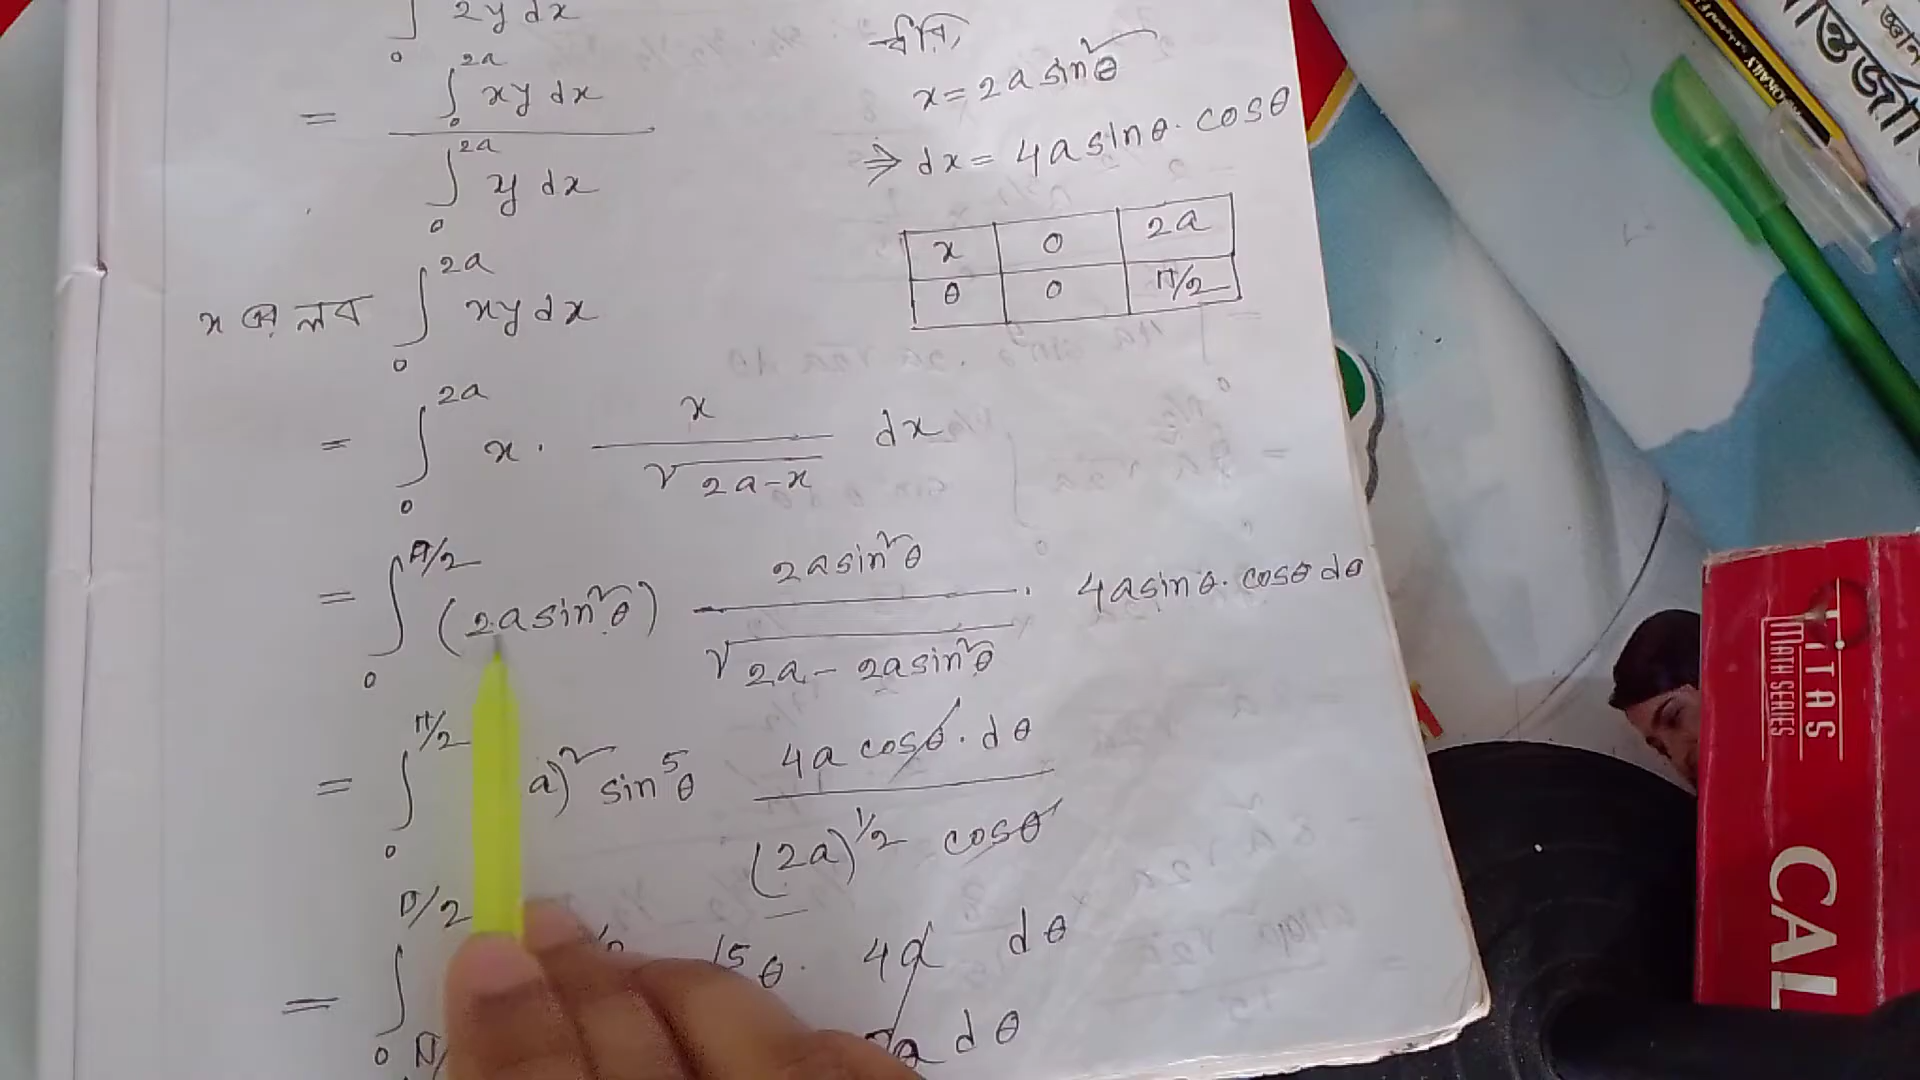 ∫₀ 2y dx
= ∫₀^2a xy dx / ∫₀^2a y dx
ধরি,
x = 2a sin²θ
⇒ dx = 4a sinθ. cosθ
x 0 2a
θ 0 π/2
x এর লব ∫₀^2a xy dx
= ∫₀^2a x . x / √(2a-x) dx
= ∫₀^π/2 (2a sin²θ) 2a sin²θ / √(2a - 2a sin²θ) . 4a sinθ. cosθ dθ
= ∫₀^π/2 a)² sin⁵θ 4a cosθ. dθ / (2a)^1/2 cosθ
= ∫₀^π/2 θ. 4a dθ
dθ
TITAS
MATH SERIES
CAL